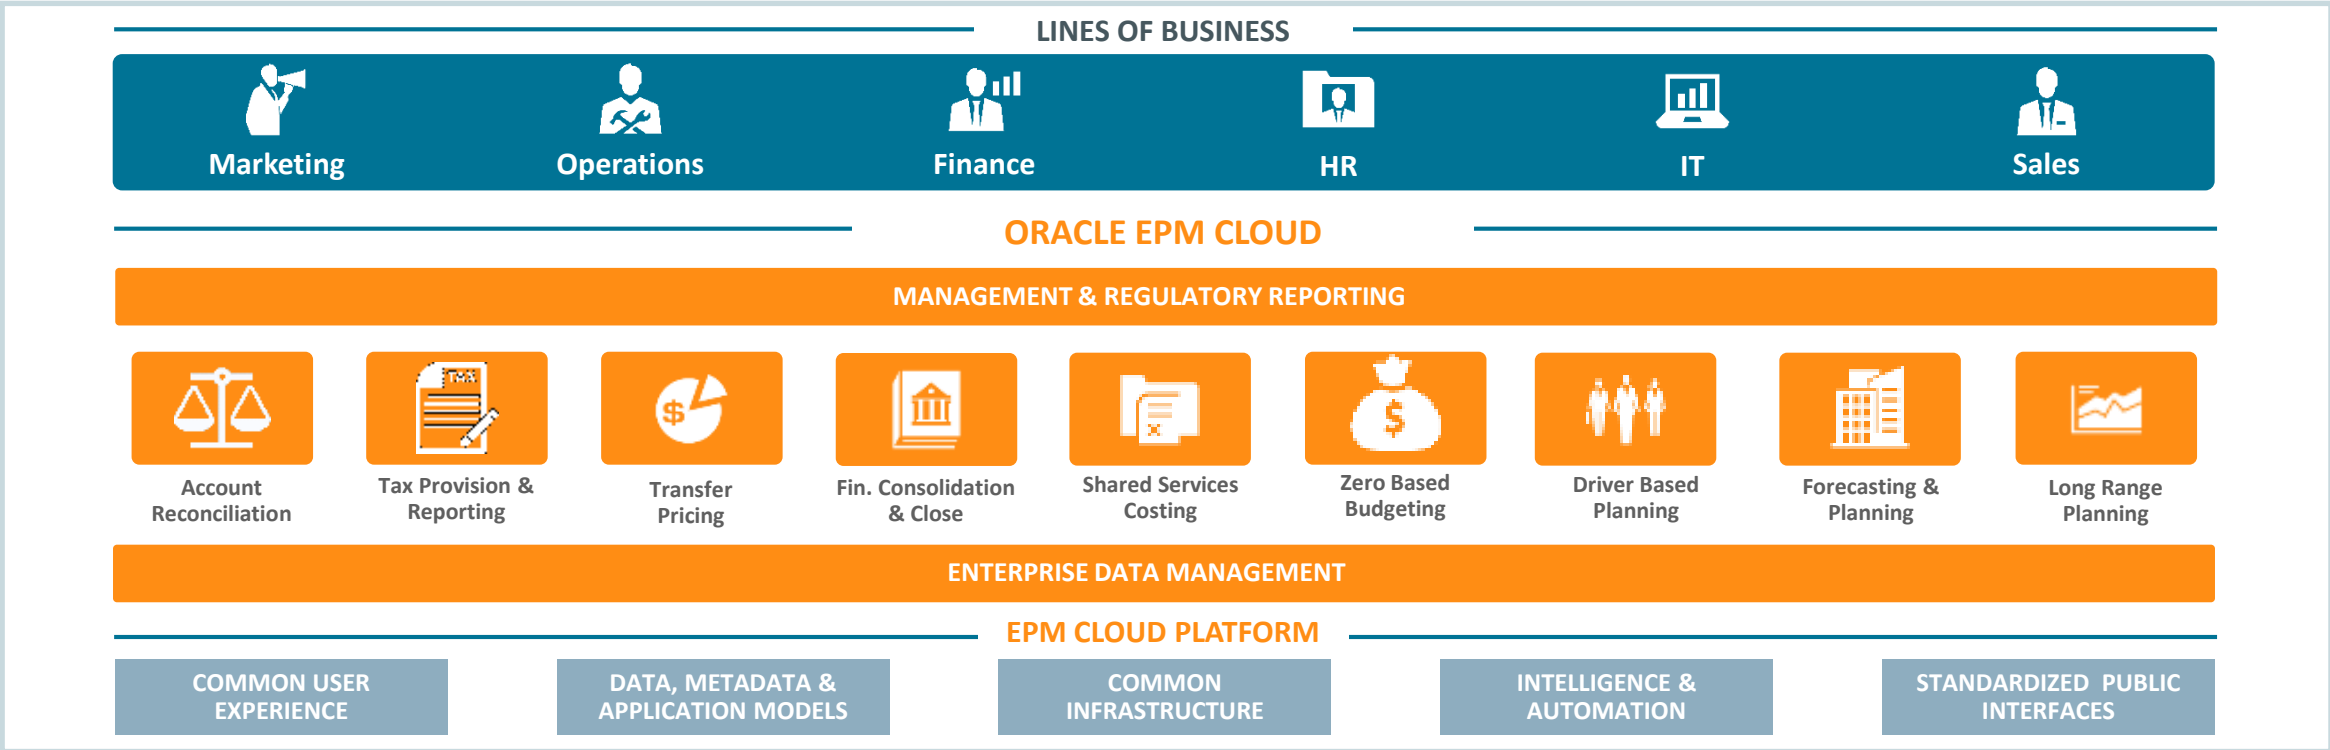 LINES OF BUSINESS
Marketing
Operations
Finance
HR
IT
Sales
ORACLE EPM CLOUD
MANAGEMENT & REGULATORY REPORTING
TAX
$
$
Account
Reconciliation
Tax Provision &
Reporting
Transfer
Pricing
Fin. Consolidation
& Close
Shared Services
Costing
Zero Based
Budgeting
Driver Based
Planning
Forecasting &
Planning
Long Range
Planning
ENTERPRISE DATA MANAGEMENT
EPM CLOUD PLATFORM
COMMON USER
EXPERIENCE
DATA, METADATA &
APPLICATION MODELS
COMMON
INFRASTRUCTURE
INTELLIGENCE &
AUTOMATION
STANDARDIZED  PUBLIC
INTERFACES